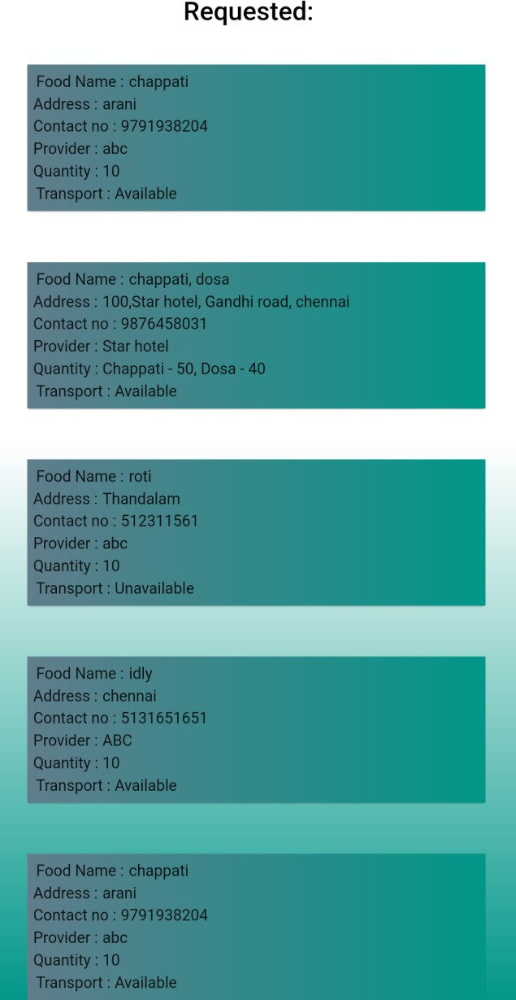 Requested:
Food Name : chappati
Address : arani
Contact no : 9791938204
Provider : abc
Quantity : 10
Transport : Available
Food Name : chappati, dosa
Address : 100,Star hotel, Gandhi road, chennai
Contact no : 9876458031
Provider : Star hotel
Quantity : Chappati - 50, Dosa - 40
Transport : Available
Food Name : roti
Address : Thandalam
Contact no : 512311561
Provider : abc
Quantity : 10
Transport : Unavailable
Food Name : idly
Address : chennai
Contact no : 5131651651
Provider : ABC
Quantity : 10
Transport : Available
Food Name : chappati
Address : arani
Contact no : 9791938204
Provider : abc
Quantity : 10
Transport : Available